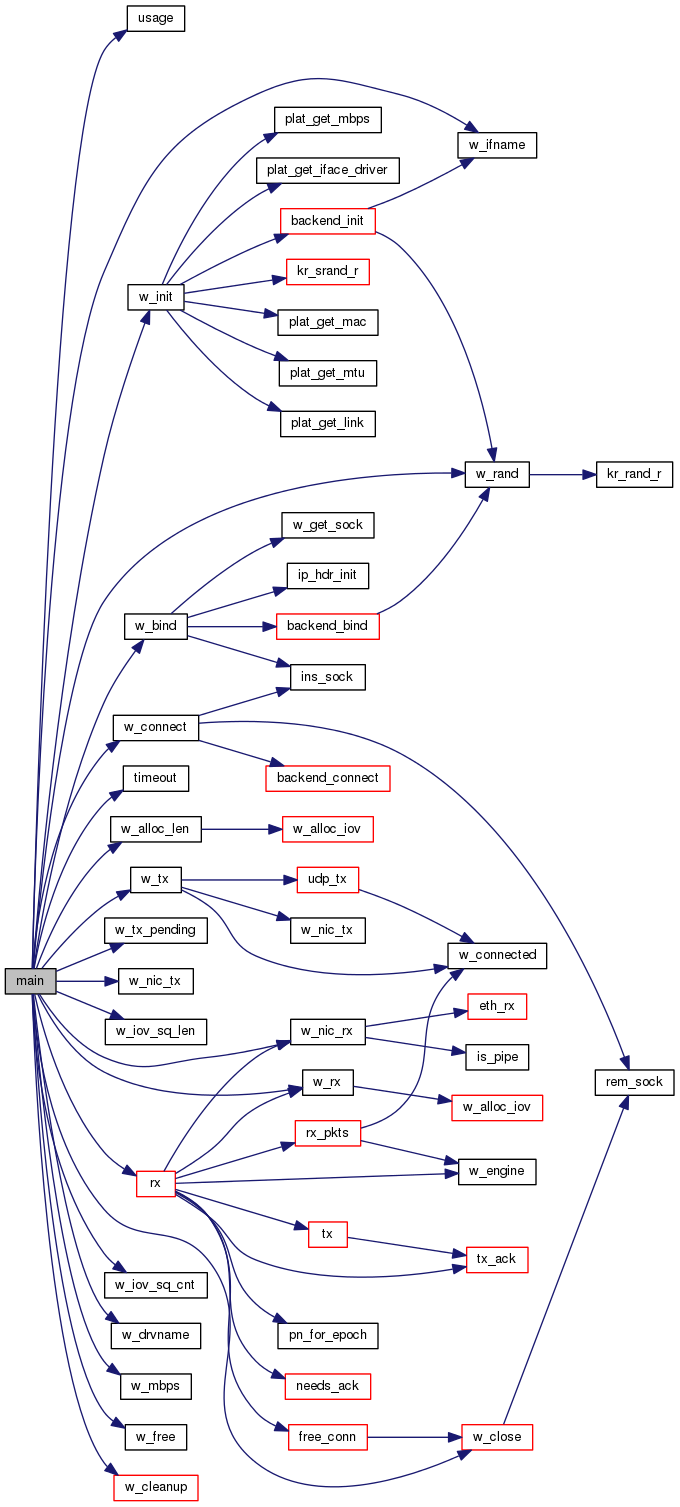 usage
plat_get_mbps
w_ifname
plat_get_iface_driver
backend_init
kr_srand_r
w_init
plat_get_mac
plat_get_mtu
plat_get_link
w_rand
kr_rand_r
w_get_sock
ip_hdr_init
w_bind
backend_bind
ins_sock
w_connect
timeout
backend_connect
w_alloc_len
w_alloc_iov
w_tx
udp_tx
w_tx_pending
w_nic_tx
w_connected
main
w_nic_tx
eth_rx
w_iov_sq_len
w_nic_rx
is_pipe
w_rx
rem_sock
w_alloc_iov
rx_pkts
w_engine
rx
tx
tx_ack
w_iov_sq_cnt
w_drvname
pn_for_epoch
w_mbps
needs_ack
w_free
free_conn
w_close
w_cleanup